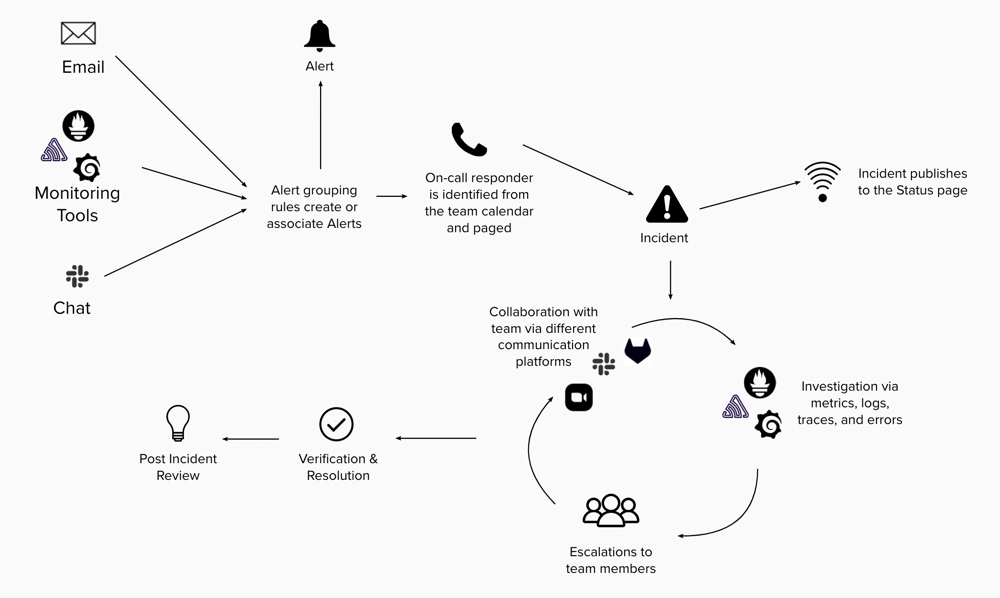 Email
Monitoring
Tools
Chat
Alert
Alert grouping
rules create or
associate Alerts
On-call responder
is identified from
the team calendar
and paged
Incident
Incident publishes
to the Status page
Collaboration with
team via different
communication
platforms
Investigation via
metrics, logs,
traces, and errors
Escalations to
team members
Verification &
Resolution
Post Incident
Review